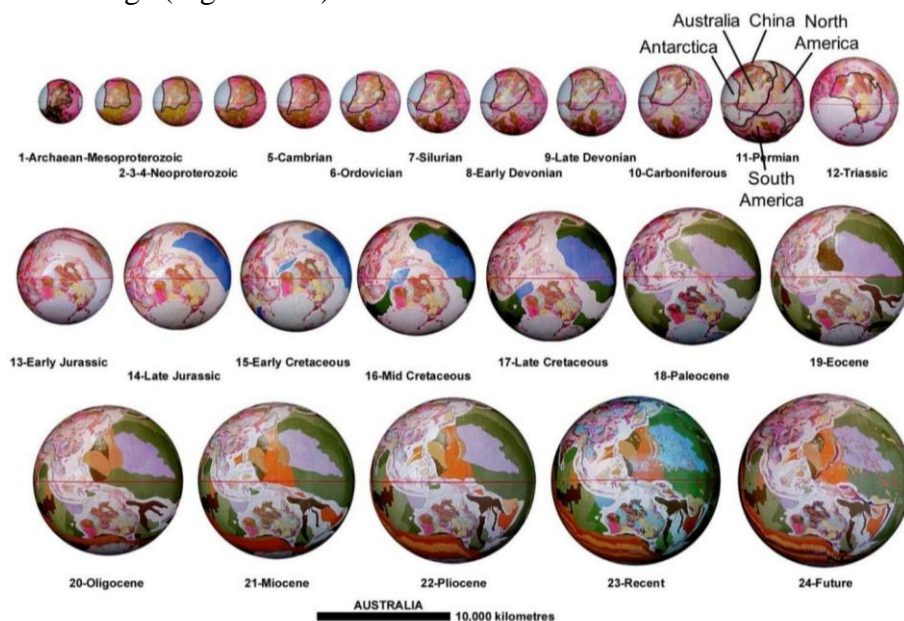 Australia China North America
Antarctica
1-Archaean-Mesoproterozoic
2-3-4-Neoproterozoic
5-Cambrian
6-Ordovician
7-Silurian
8-Early Devonian
9-Late Devonian
10-Carboniferous
11-Permian
12-Triassic
South America
13-Early Jurassic
14-Late Jurassic
15-Early Cretaceous
16-Mid Cretaceous
17-Late Cretaceous
18-Paleocene
19-Eocene
20-Oligocene
21-Miocene
22-Pliocene
23-Recent
24-Future
AUSTRALIA
10,000 kilometres